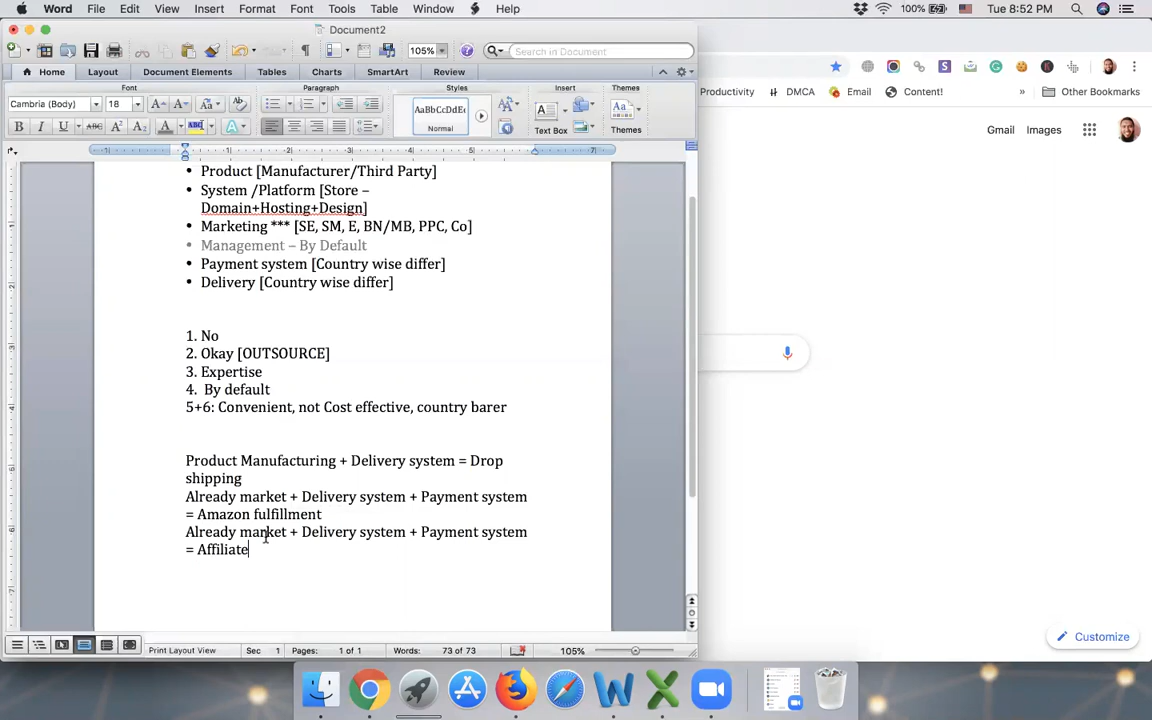 Word File Edit View Insert Format Font Tools Table Window Help
100% Tue 8:52 PM
Document2
105% Search in Document
Home Layout Document Elements Tables Charts SmartArt Review
Font Paragraph Styles Insert Themes
Cambria (Body) 18
AaBbCcDdEe
Normal Text Box Themes
• Product [Manufacturer/Third Party]
• System /Platform [Store –
Domain+Hosting+Design]
• Marketing *** [SE, SM, E, BN/MB, PPC, Co]
• Management – By Default
• Payment system [Country wise differ]
• Delivery [Country wise differ]
1. No
2. Okay [OUTSOURCE]
3. Expertise
4. By default
5+6: Convenient, not Cost effective, country barer
Product Manufacturing + Delivery system = Drop
shipping
Already market + Delivery system + Payment system
= Amazon fulfillment
Already market + Delivery system + Payment system
= Affiliate
Print Layout View Sec 1 Pages: 1 of 1 Words: 73 of 73 105%
Productivity DMCA Email Content! » Other Bookmarks
Gmail Images
Customize